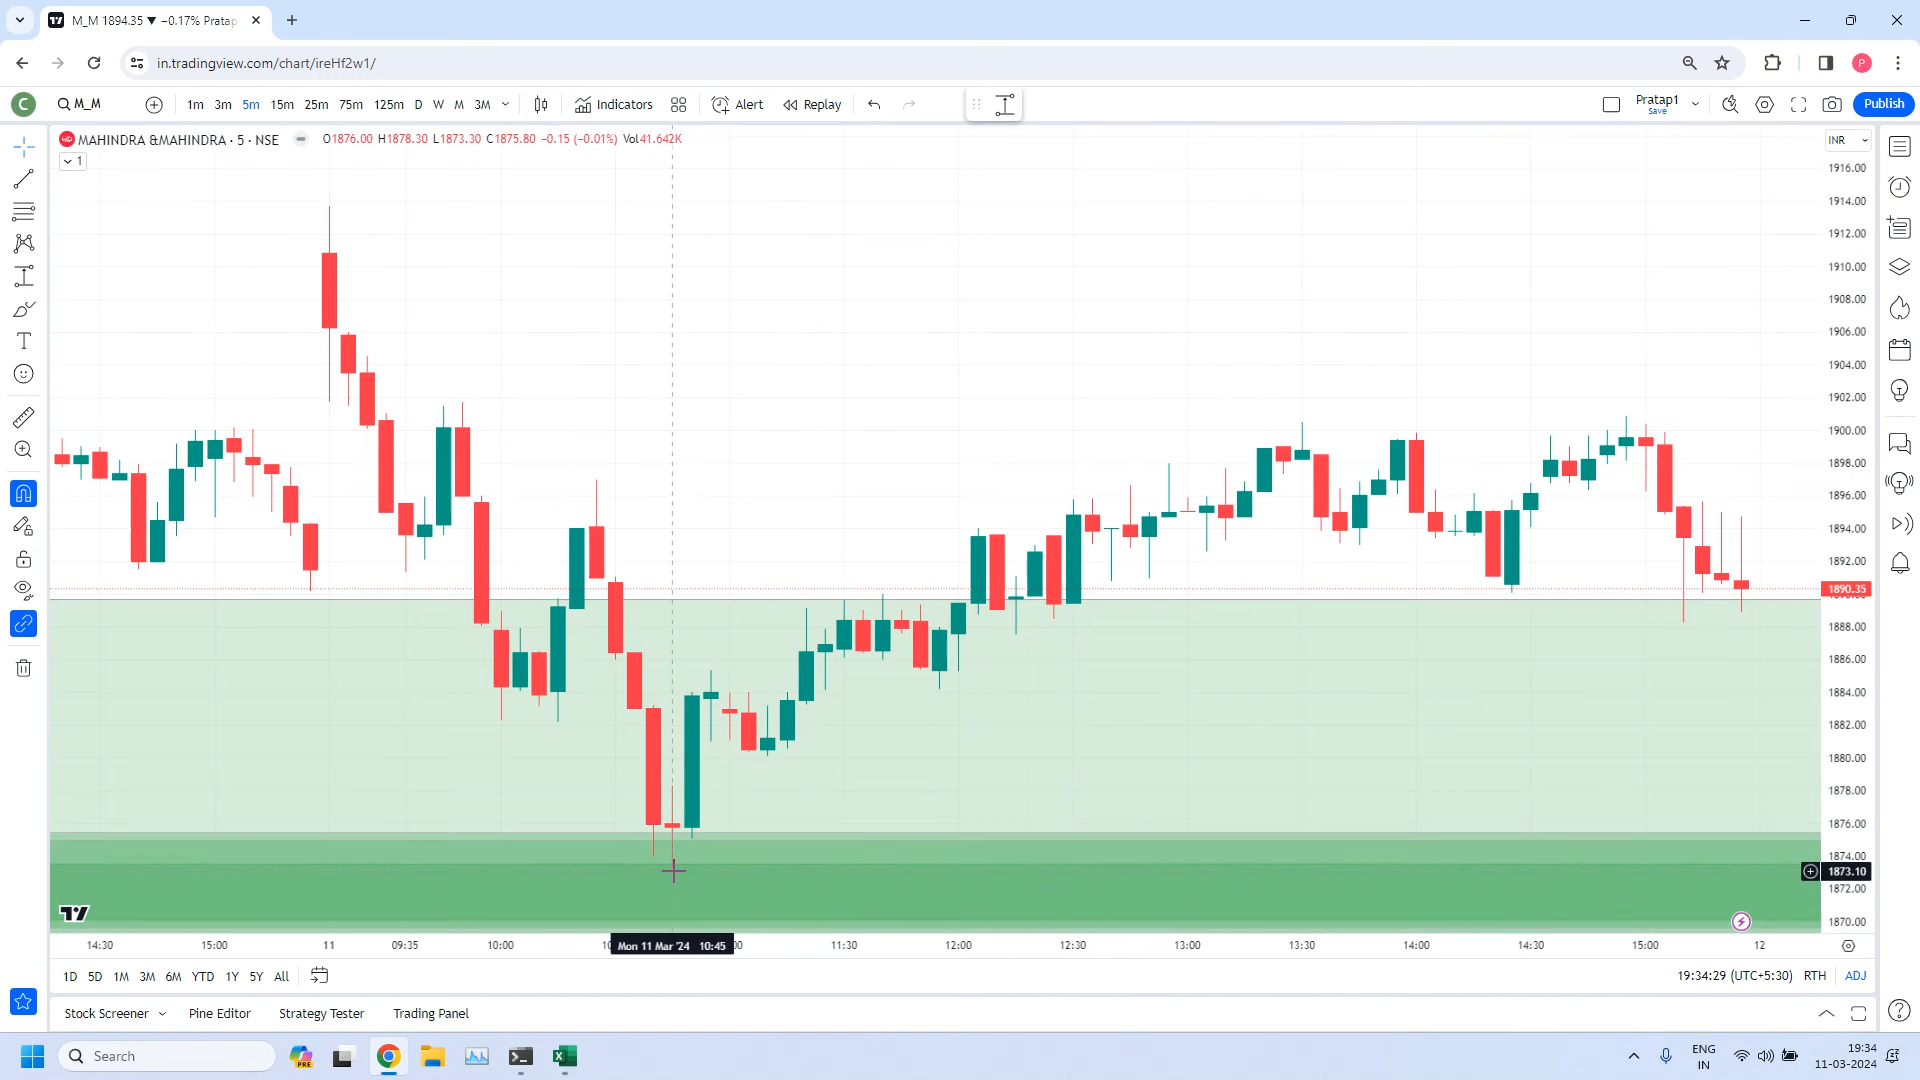 M_M 1894.35 ▼ −0.17% Pratap
in.tradingview.com/chart/ireHf2w1/
P
C
M_M
1m 3m 5m 15m 25m 75m 125m D W M 3M
Indicators
Alert
Replay
Pratap1
Save
Publish
MAHINDRA &MAHINDRA · 5 · NSE
O1876.00 H1878.30 L1873.30 C1875.80 −0.15 (−0.01%) Vol41.642K
1
INR
1916.00
1914.00
1912.00
1910.00
1908.00
1906.00
1904.00
1902.00
1900.00
1898.00
1896.00
1894.00
1892.00
1890.35
1888.00
1886.00
1884.00
1882.00
1880.00
1878.00
1876.00
1874.00
1873.10
1872.00
1870.00
14:30 15:00 11 09:35 10:00 Mon 11 Mar '24 10:45 11:30 12:00 12:30 13:00 13:30 14:00 14:30 15:00 12
1D 5D 1M 3M 6M YTD 1Y 5Y All
19:34:29 (UTC+5:30) RTH ADJ
Stock Screener Pine Editor Strategy Tester Trading Panel
Search
PRE
ENG
IN
19:34
11-03-2024